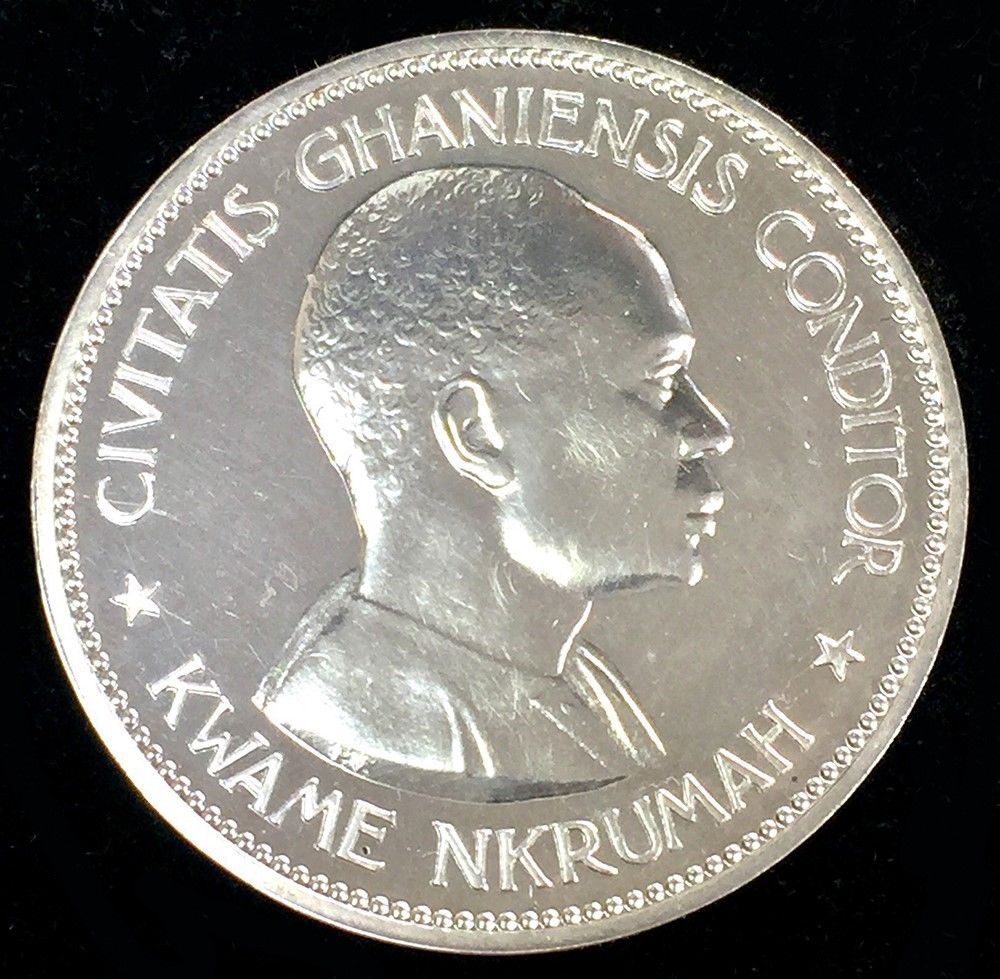 CIVITATIS GHANIENSIS CONDITOR
KWAME NKRUMAH